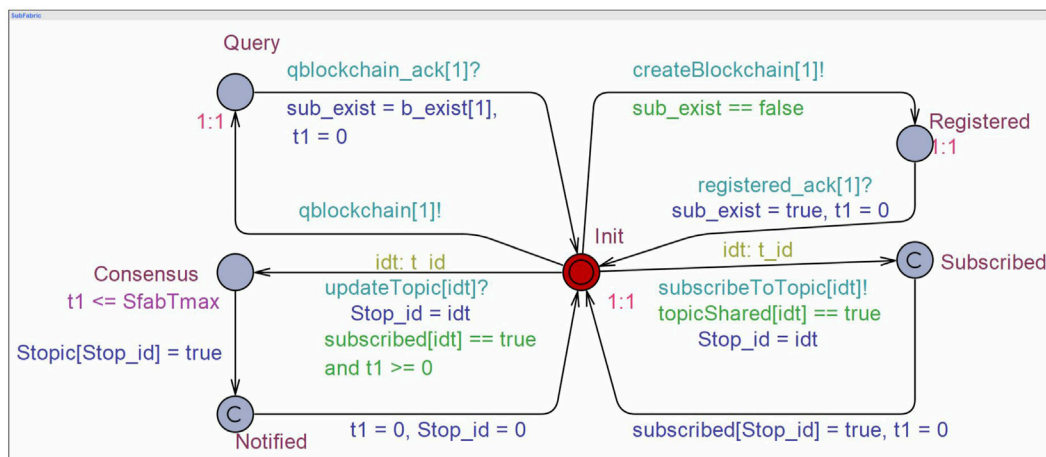 SubFabric
Query
qblockchain_ack[1]?
createBlockchain[1]!
sub_exist = b_exist[1],
t1 = 0
1:1
sub_exist == false
Registered
1:1
registered_ack[1]?
sub_exist = true, t1 = 0
qblockchain[1]!
Init
idt: t_id
idt: t_id
Consensus
t1 <= SfabTmax
updateTopic[idt]?
Stop_id = idt
subscribed[idt] == true
and t1 >= 0
1:1
subscribeToTopic[idt]!
topicShared[idt] == true
Stop_id = idt
C
Subscribed
Stopic[Stop_id] = true
C
Notified
t1 = 0, Stop_id = 0
subscribed[Stop_id] = true, t1 = 0